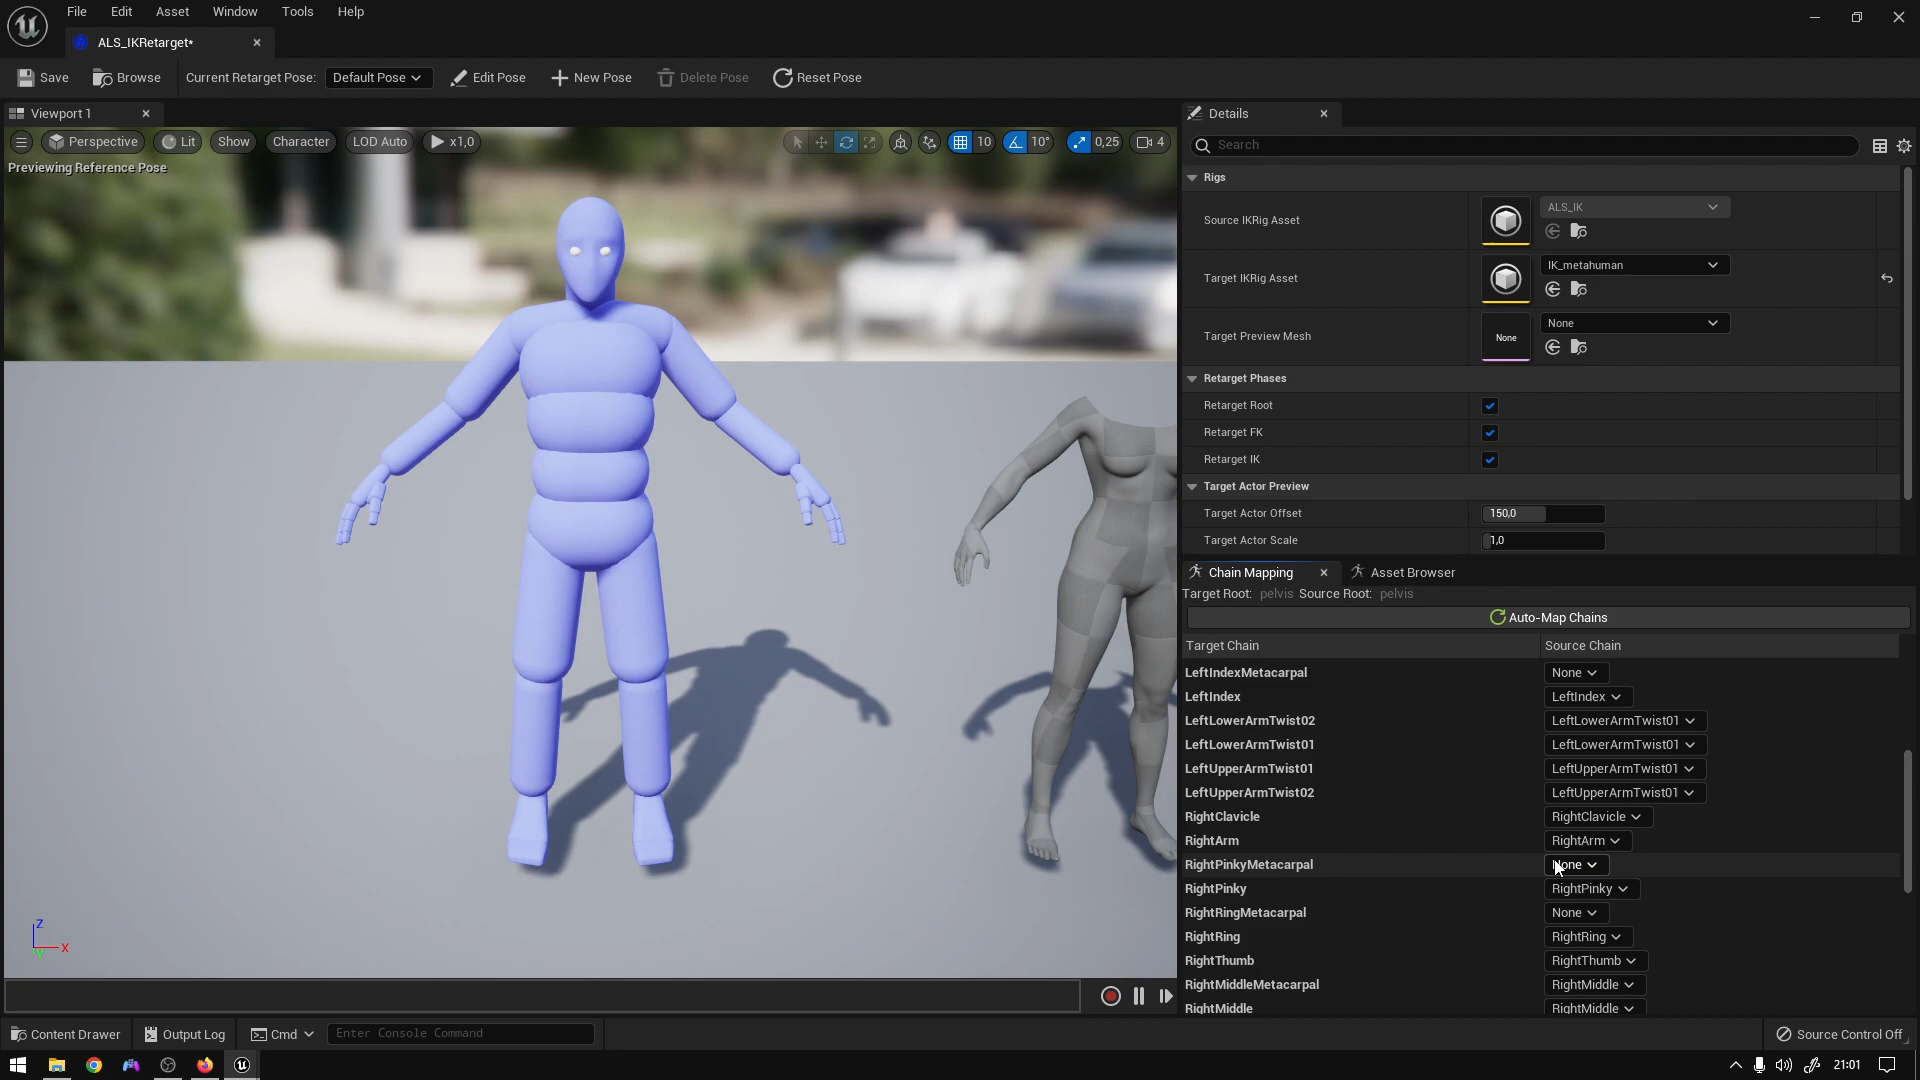 File Edit Asset Window Tools Help
ALS_IKRetarget*
Save Browse Current Retarget Pose: Default Pose Edit Pose New Pose Delete Pose Reset Pose
Viewport 1
Perspective Lit Show Character LOD Auto x1,0 10 10° 0,25 4
Previewing Reference Pose
Details
Search
Rigs
Source IKRig Asset ALS_IK
Target IKRig Asset IK_metahuman
Target Preview Mesh None None
Retarget Phases
Retarget Root
Retarget FK
Retarget IK
Target Actor Preview
Target Actor Offset 150,0
Target Actor Scale 1,0
Chain Mapping Asset Browser
Target Root: pelvis Source Root: pelvis
Auto-Map Chains
Target Chain Source Chain
LeftIndexMetacarpal None
LeftIndex LeftIndex
LeftLowerArmTwist02 LeftLowerArmTwist01
LeftLowerArmTwist01 LeftLowerArmTwist01
LeftUpperArmTwist01 LeftUpperArmTwist01
LeftUpperArmTwist02 LeftUpperArmTwist01
RightClavicle RightClavicle
RightArm RightArm
RightPinkyMetacarpal None
RightPinky RightPinky
RightRingMetacarpal None
RightRing RightRing
RightThumb RightThumb
RightMiddleMetacarpal RightMiddle
RightMiddle RightMiddle
Z
X
Y
Content Drawer Output Log Cmd Enter Console Command Source Control Off
21:01